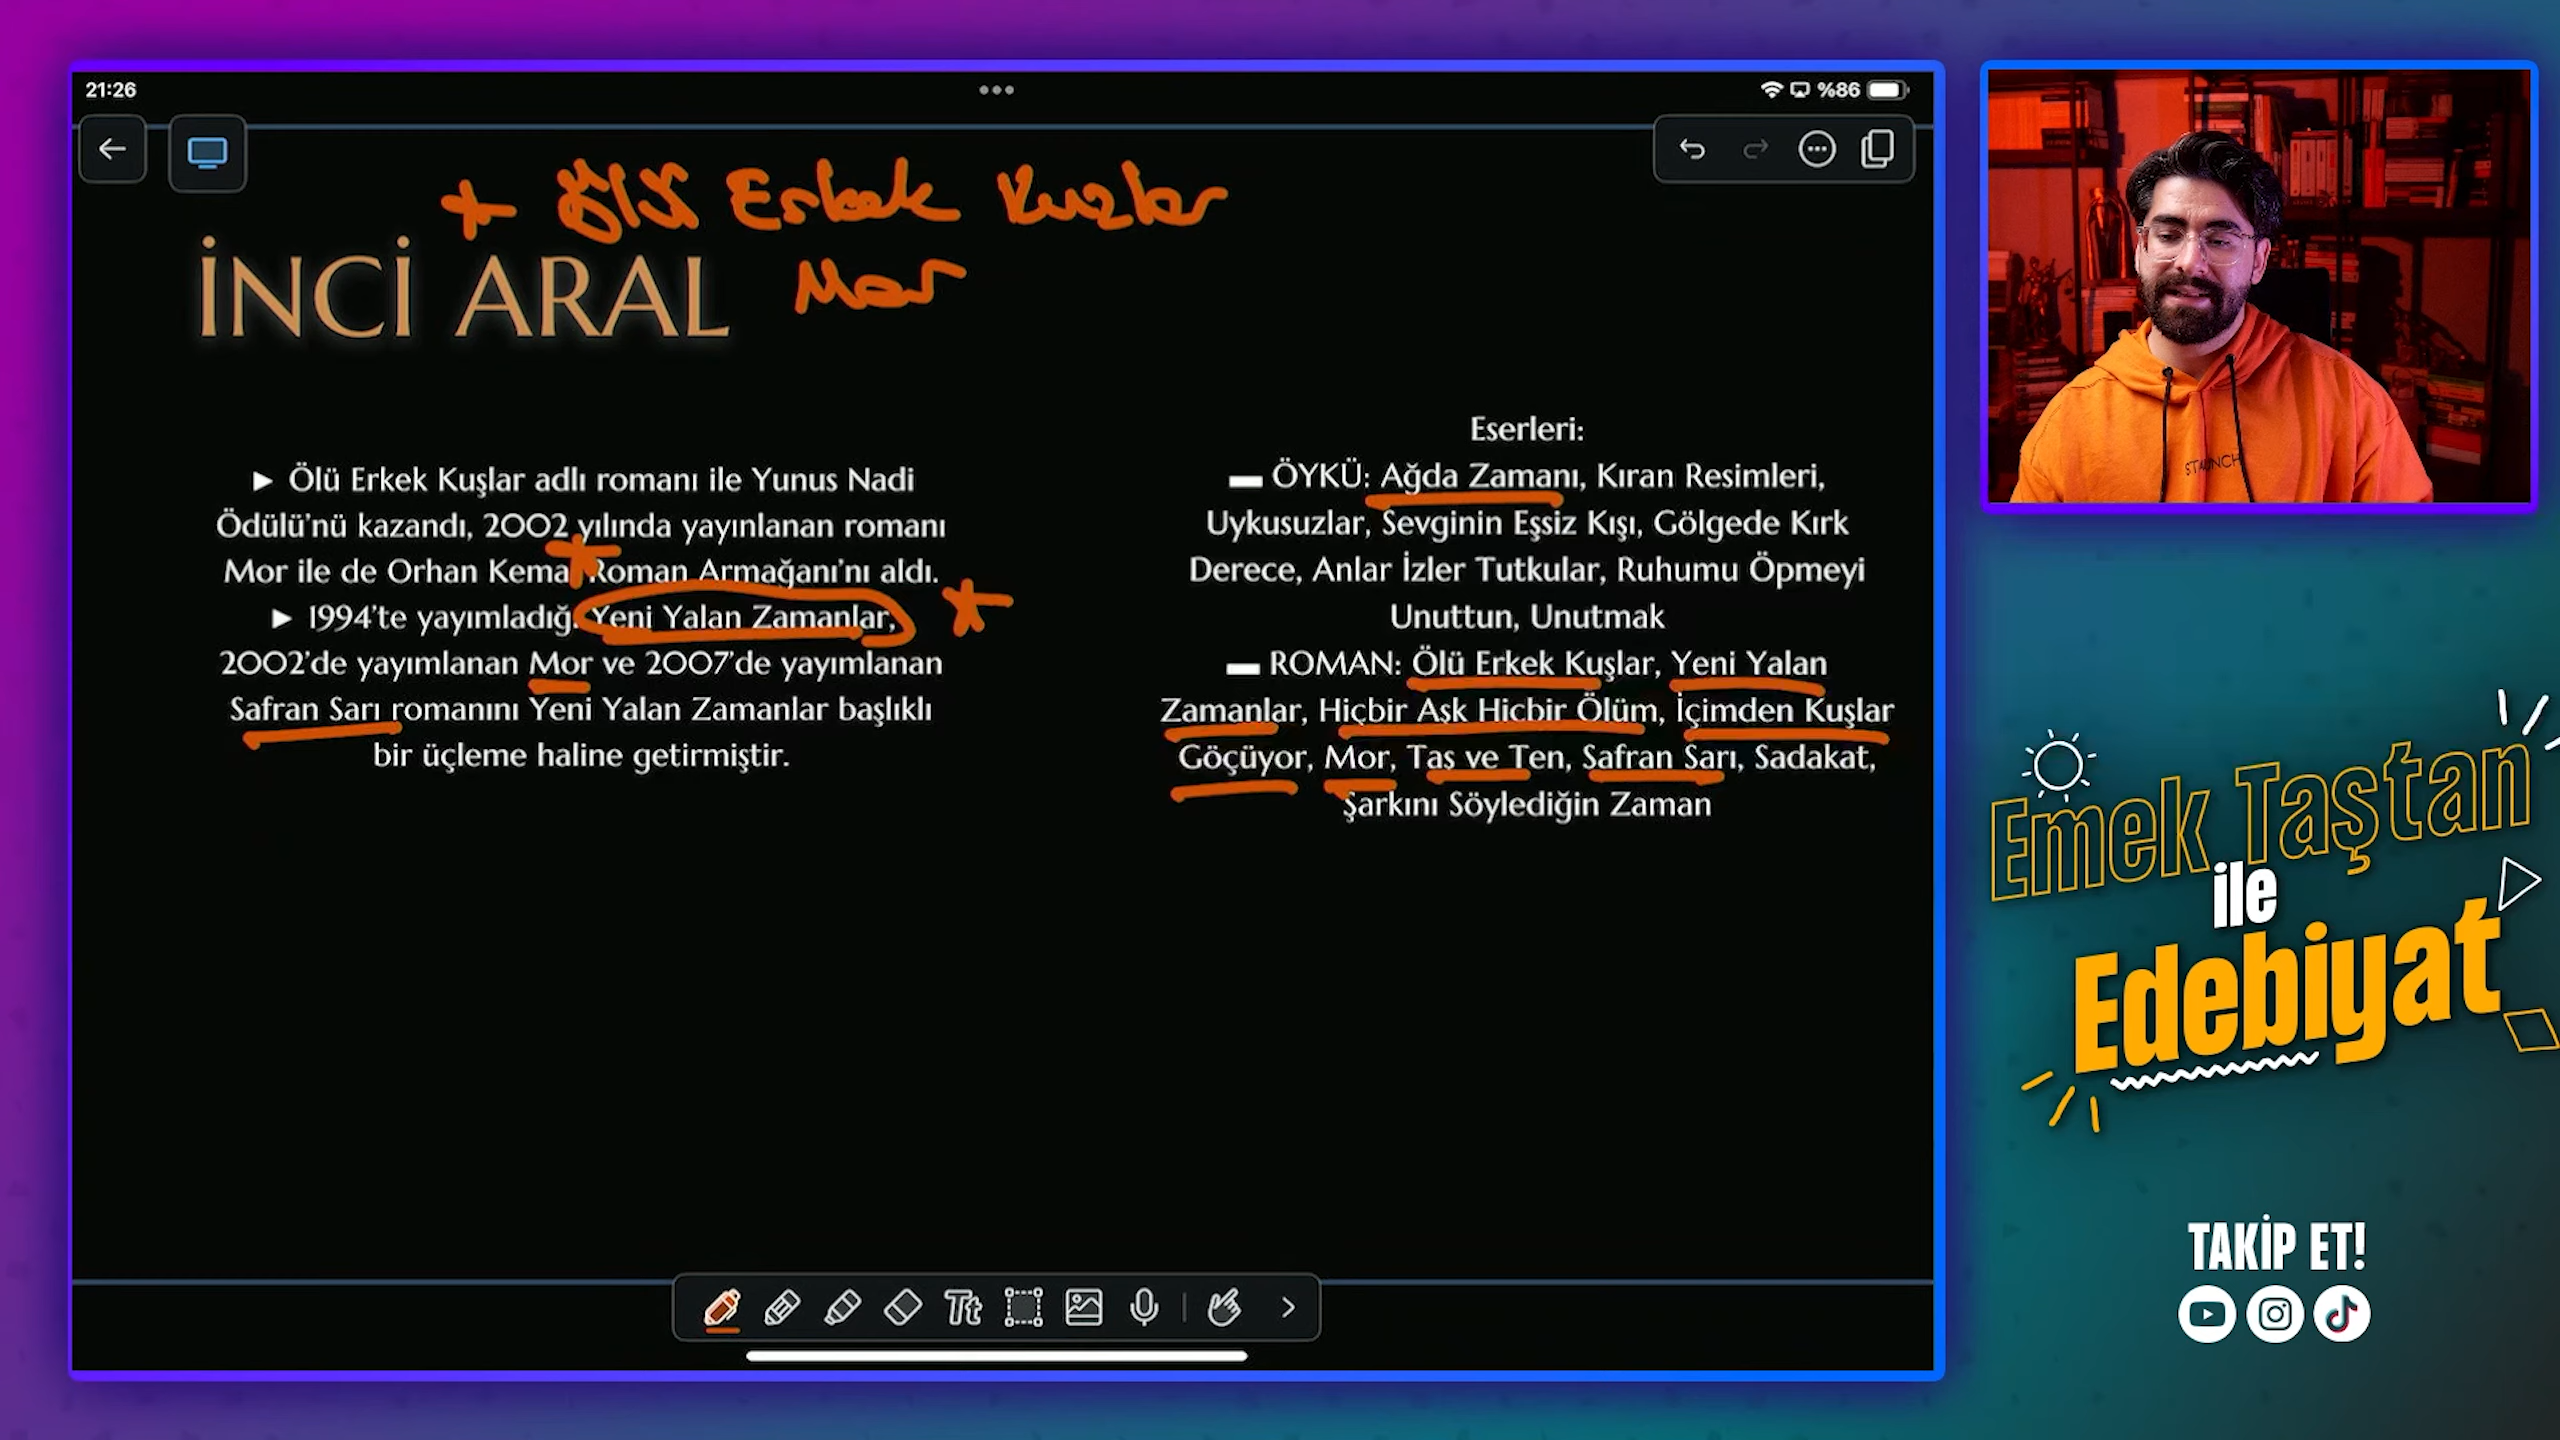 21:26
%86
* Ölü Erkek Kuşlar
Mor
İNCİ ARAL
► Ölü Erkek Kuşlar adlı romanı ile Yunus Nadi
Ödülü'nü kazandı, 2002 yılında yayınlanan romanı
Mor ile de Orhan Kemal Roman Armağanı'nı aldı.
► 1994'te yayımladığı Yeni Yalan Zamanlar,
2002'de yayımlanan Mor ve 2007'de yayımlanan
Safran Sarı romanını Yeni Yalan Zamanlar başlıklı
bir üçleme haline getirmiştir.
Eserleri:
▬ ÖYKÜ: Ağda Zamanı, Kıran Resimleri,
Uykusuzlar, Sevginin Eşsiz Kışı, Gölgede Kırk
Derece, Anlar İzler Tutkular, Ruhumu Öpmeyi
Unuttun, Unutmak
▬ ROMAN: Ölü Erkek Kuşlar, Yeni Yalan
Zamanlar, Hiçbir Aşk Hiçbir Ölüm, İçimden Kuşlar
Göçüyor, Mor, Taş ve Ten, Safran Sarı, Sadakat,
Şarkını Söylediğin Zaman
Tt
Emek Taştan
ile
Edebiyat
TAKİP ET!